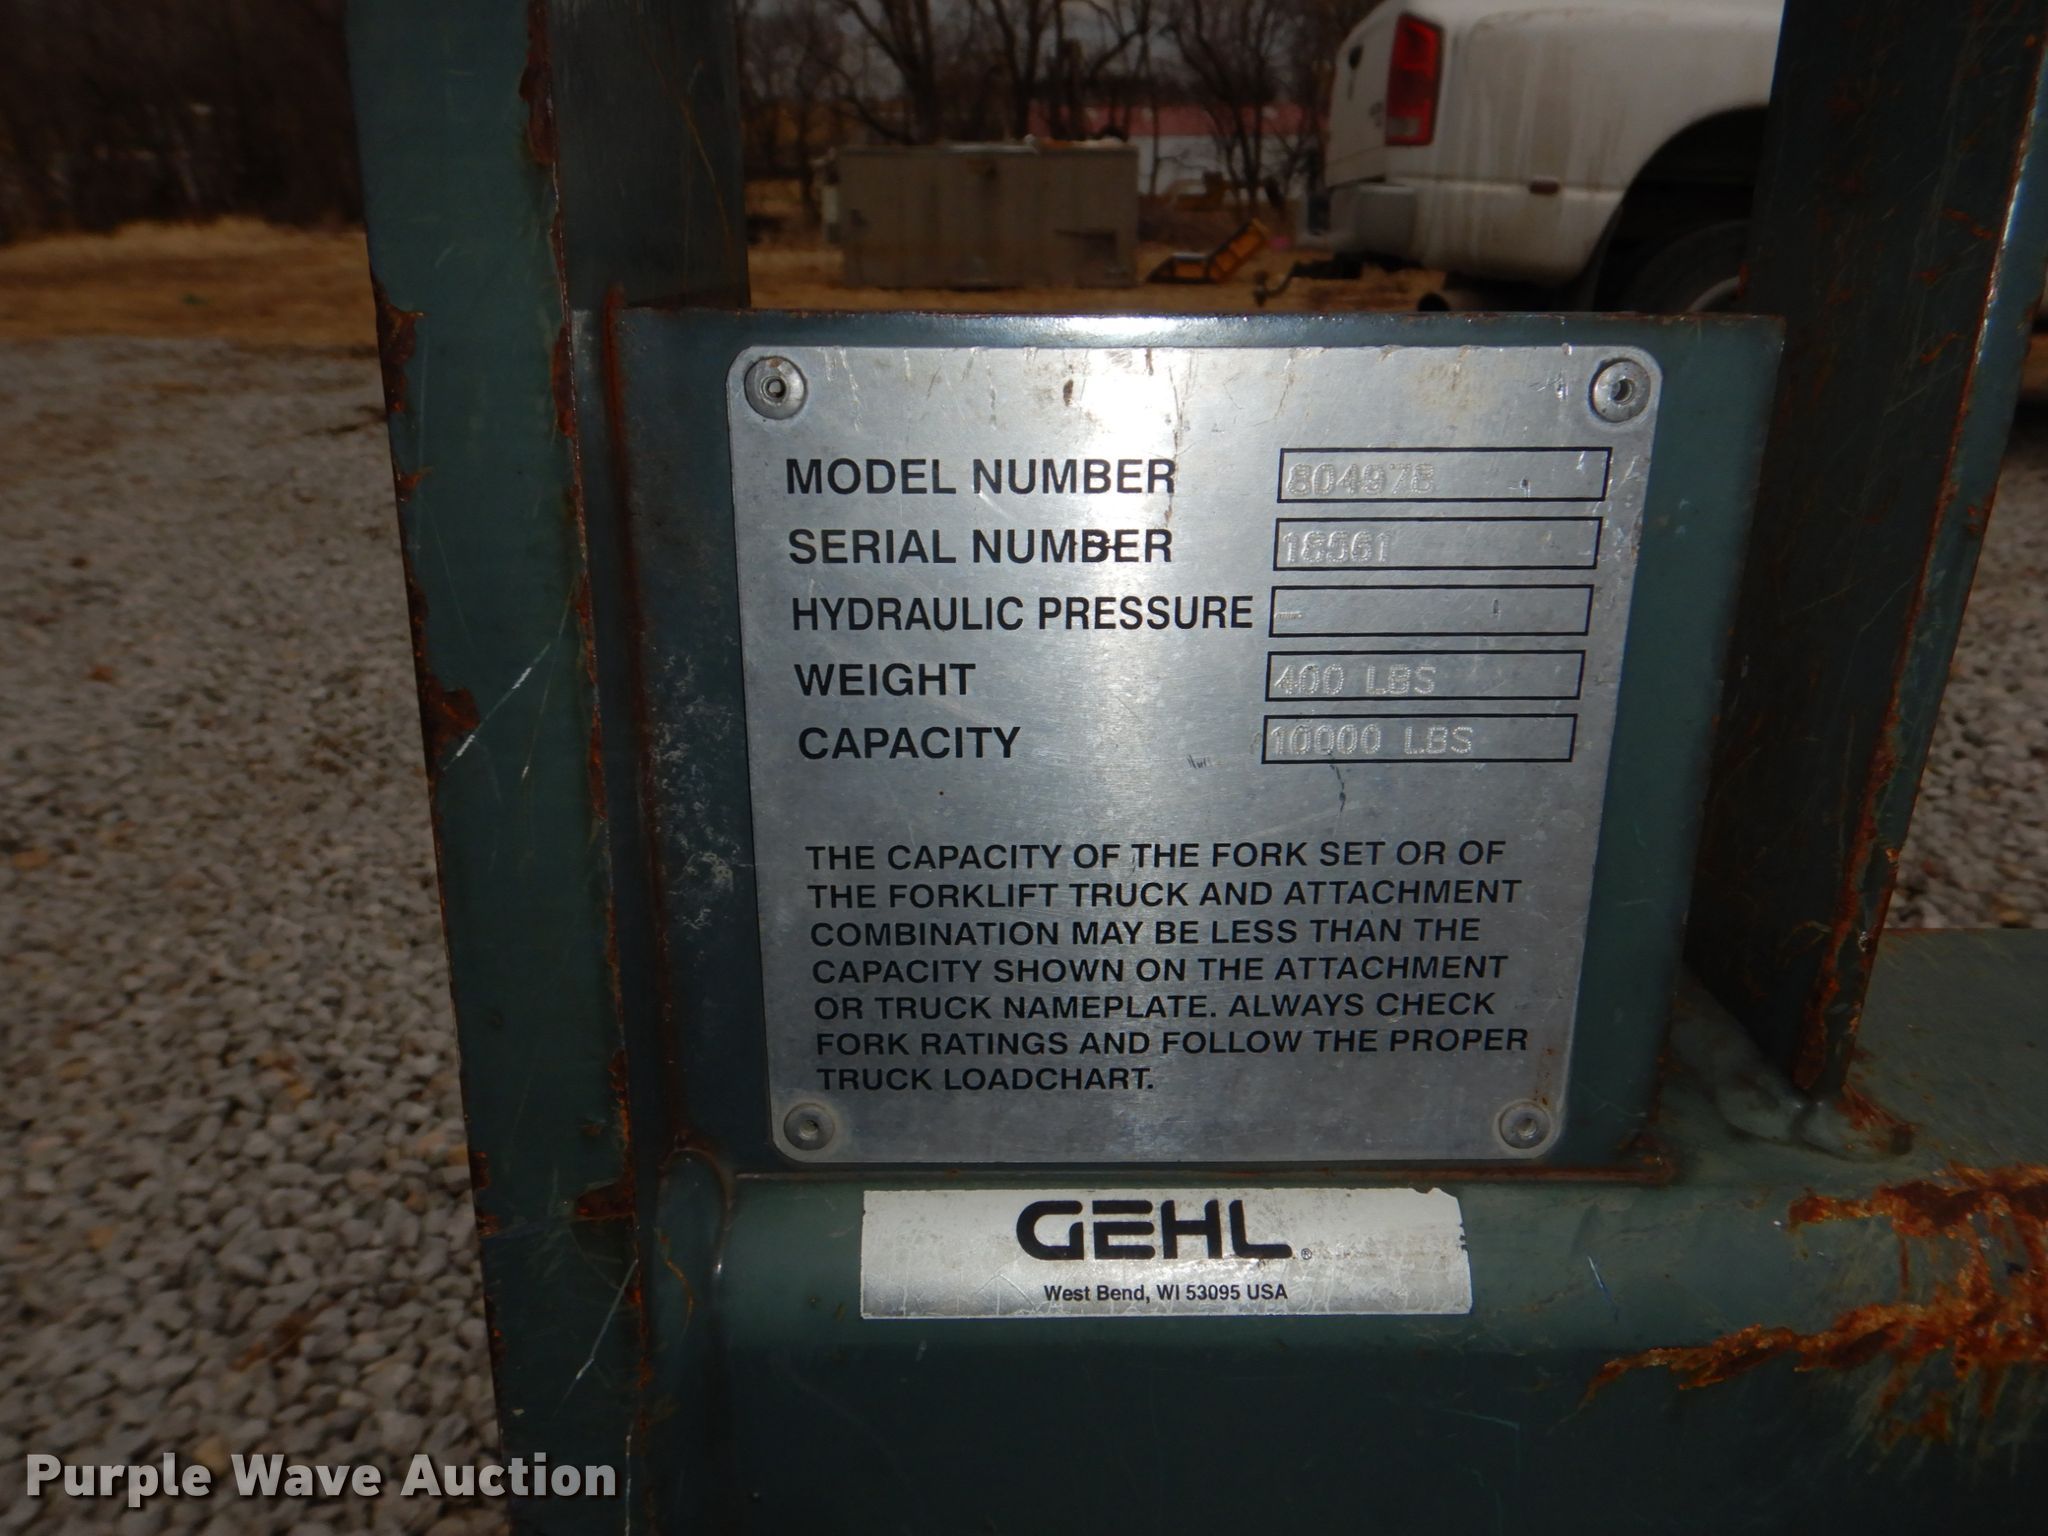 MODEL NUMBER 804978
SERIAL NUMBER 18561
HYDRAULIC PRESSURE —
WEIGHT 400 LBS
CAPACITY 10000 LBS
THE CAPACITY OF THE FORK SET OR OF
THE FORKLIFT TRUCK AND ATTACHMENT
COMBINATION MAY BE LESS THAN THE
CAPACITY SHOWN ON THE ATTACHMENT
OR TRUCK NAMEPLATE. ALWAYS CHECK
FORK RATINGS AND FOLLOW THE PROPER
TRUCK LOADCHART.
GEHL®
West Bend, WI 53095 USA
Purple Wave Auction